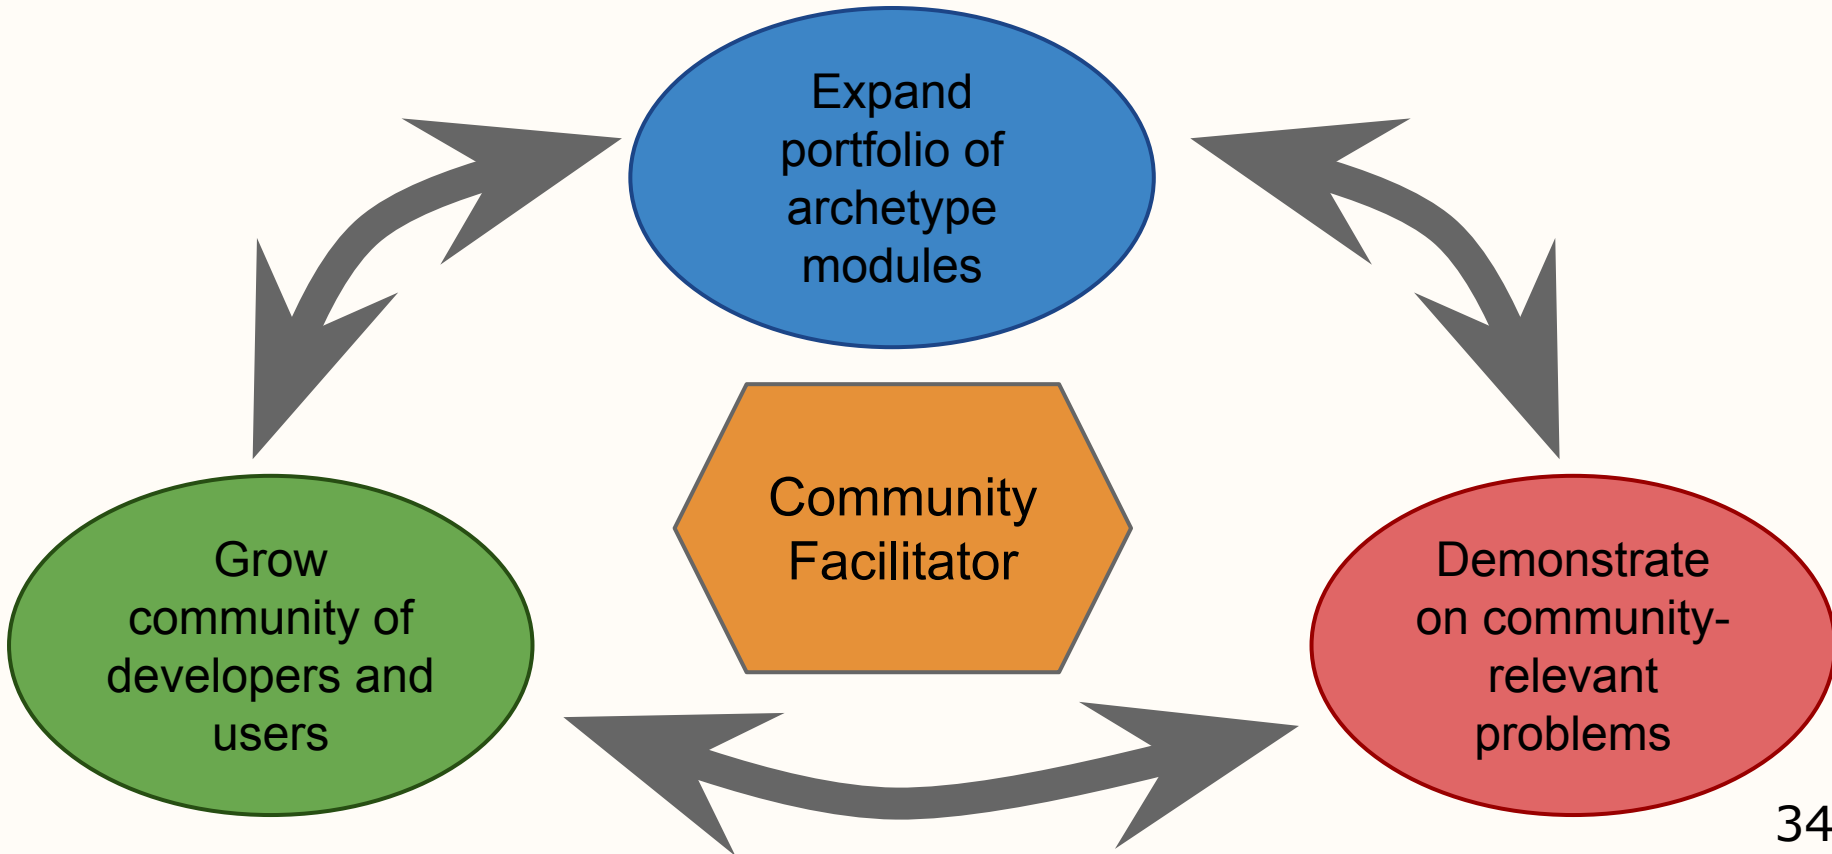 Expand
portfolio of
archetype
modules
Community
Facilitator
Grow
community of
developers and
users
Demonstrate
on community-
relevant
problems
34